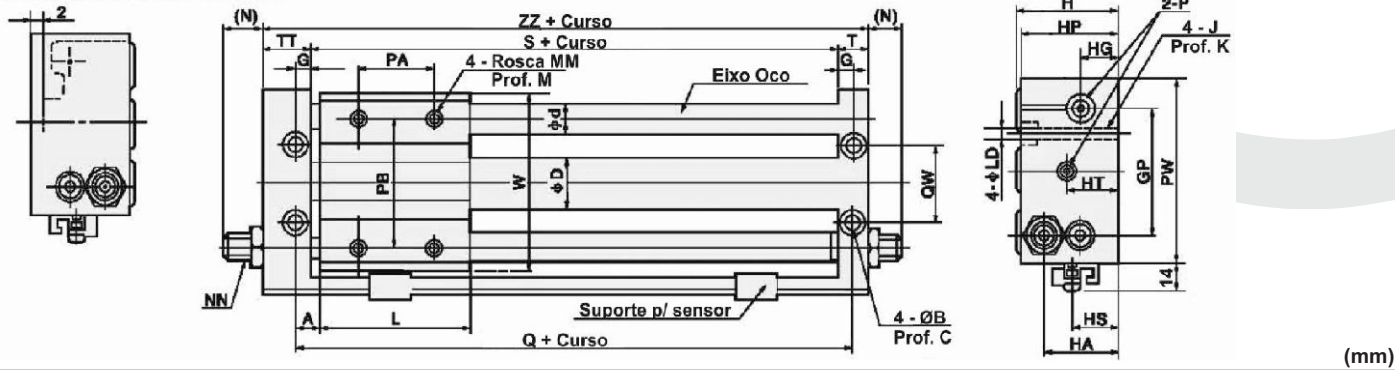 2
(N)
ZZ + Curso
(N)
TT
S + Curso
T
G
PA
4 - Rosca MM
Prof. M
Eixo Oco
G
ϕd
PB
W
ϕD
QW
NN
A
L
Suporte p/ sensor
4 - ØB
Prof. C
Q + Curso
H
2-P
HP
4 - J
Prof. K
HG
4-ϕLD
HT
GP
PW
14
HS
HA
(mm)